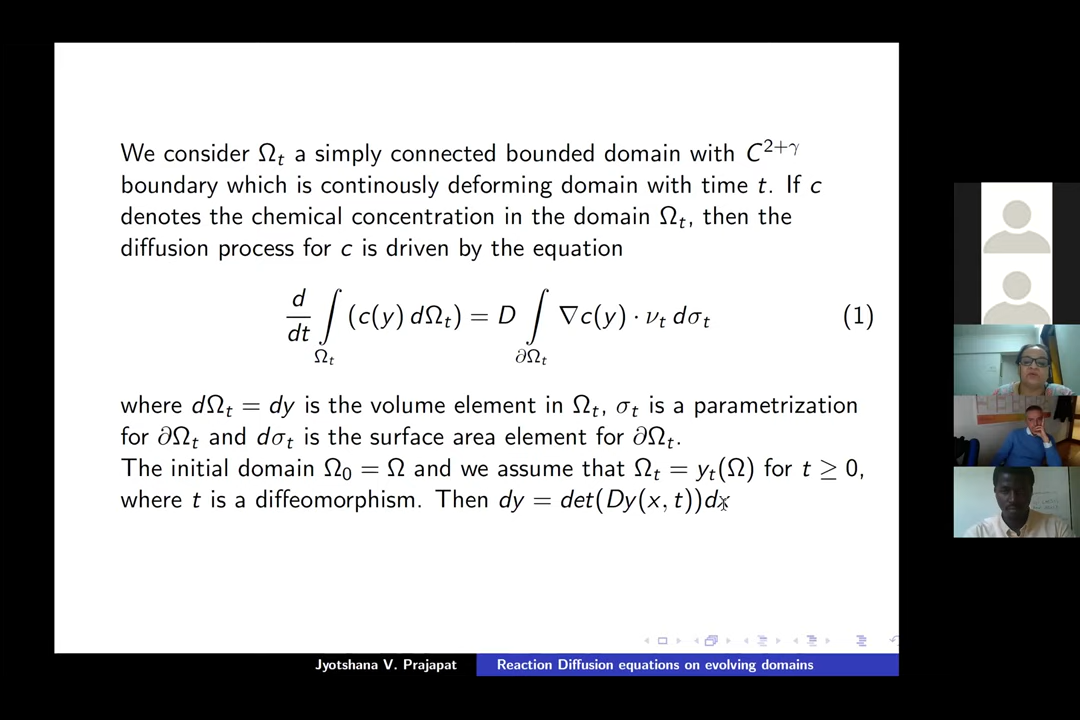 We consider Ωₜ a simply connected bounded domain with C²⁺ᵞ
boundary which is continously deforming domain with time t. If c
denotes the chemical concentration in the domain Ωₜ, then the
diffusion process for c is driven by the equation
d/dt ∫_{Ωₜ} (c(y) dΩₜ) = D ∫_{∂Ωₜ} ∇c(y) · νₜ dσₜ (1)
where dΩₜ = dy is the volume element in Ωₜ, σₜ is a parametrization
for ∂Ωₜ and dσₜ is the surface area element for ∂Ωₜ.
The initial domain Ω₀ = Ω and we assume that Ωₜ = yₜ(Ω) for t ≥ 0,
where t is a diffeomorphism. Then dy = det(Dy(x, t))dx
Jyotshana V. Prajapat
Reaction Diffusion equations on evolving domains